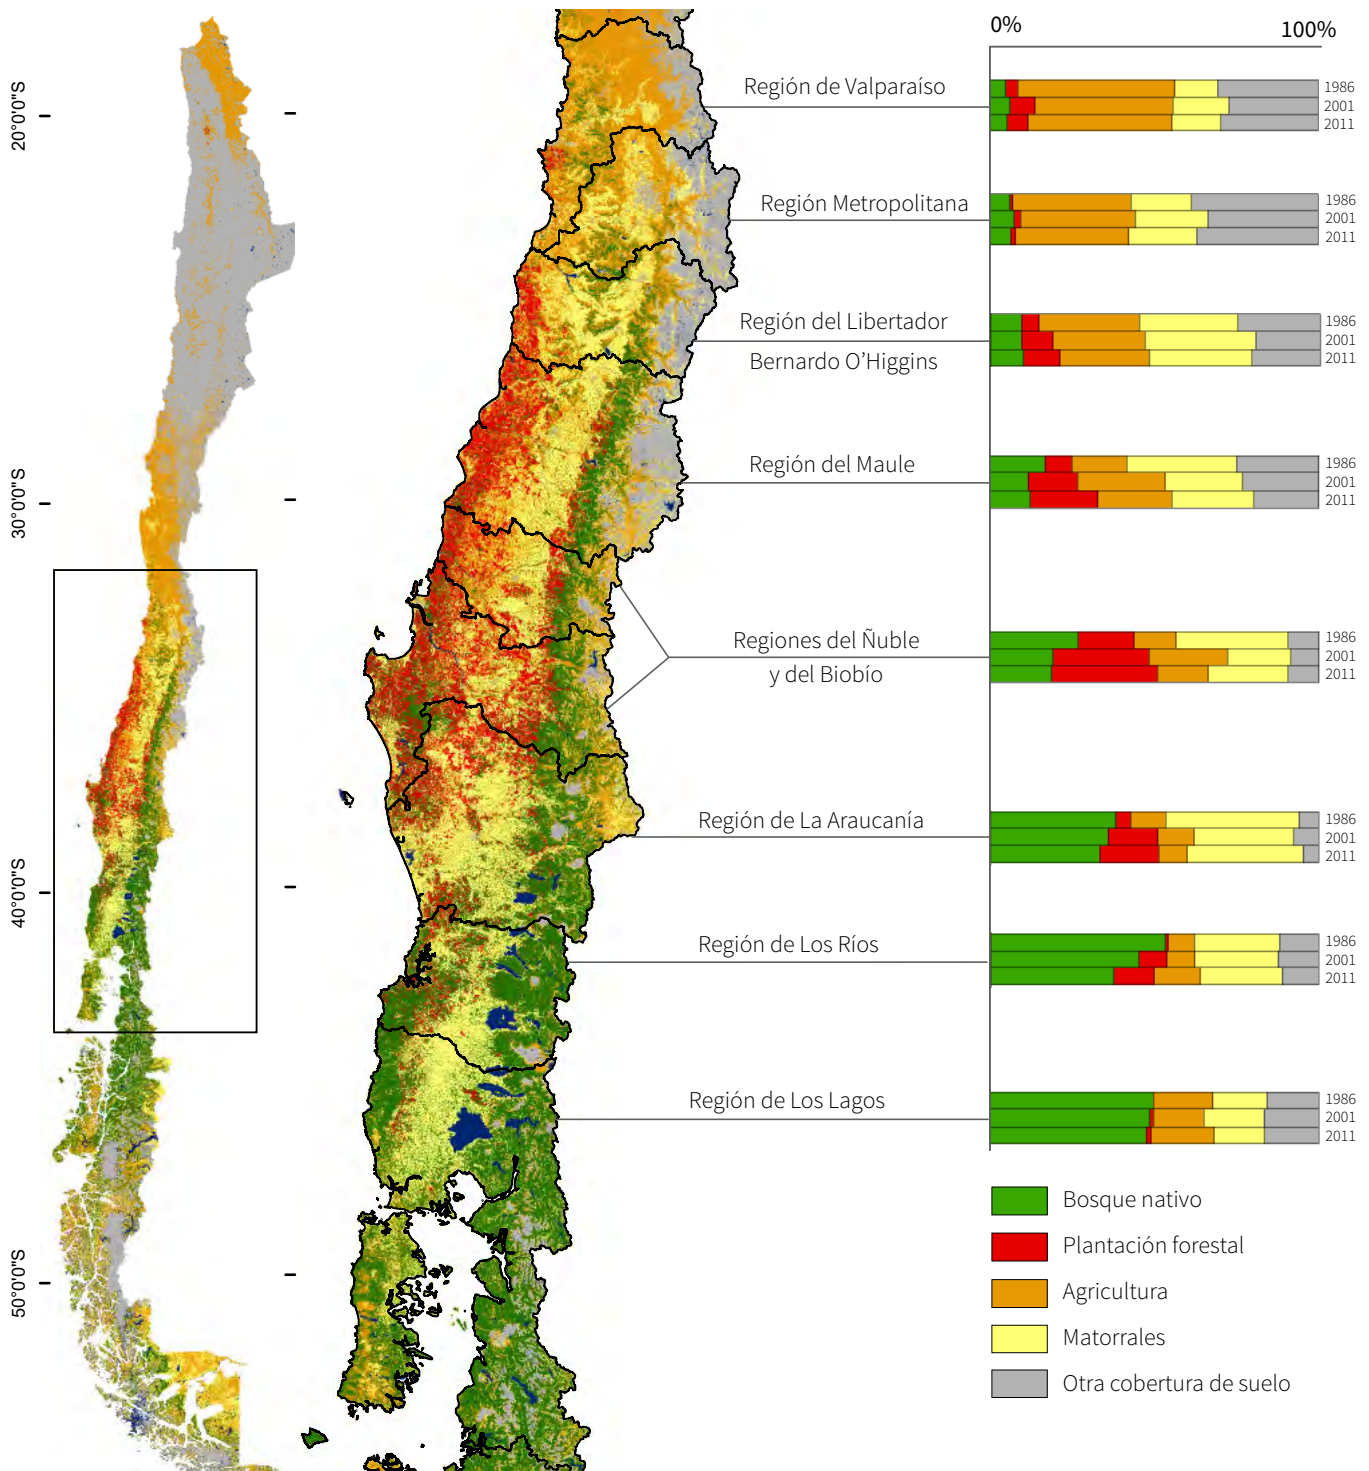 0%
100%
Región de Valparaíso
1986
2001
2011
20°0'0"S
Región Metropolitana
1986
2001
2011
Región del Libertador
Bernardo O’Higgins
1986
2001
2011
30°0'0"S
Región del Maule
1986
2001
2011
Regiones del Ñuble
y del Biobío
1986
2001
2011
Región de La Araucanía
1986
2001
2011
40°0'0"S
Región de Los Ríos
1986
2001
2011
Región de Los Lagos
1986
2001
2011
50°0'0"S
Bosque nativo
Plantación forestal
Agricultura
Matorrales
Otra cobertura de suelo